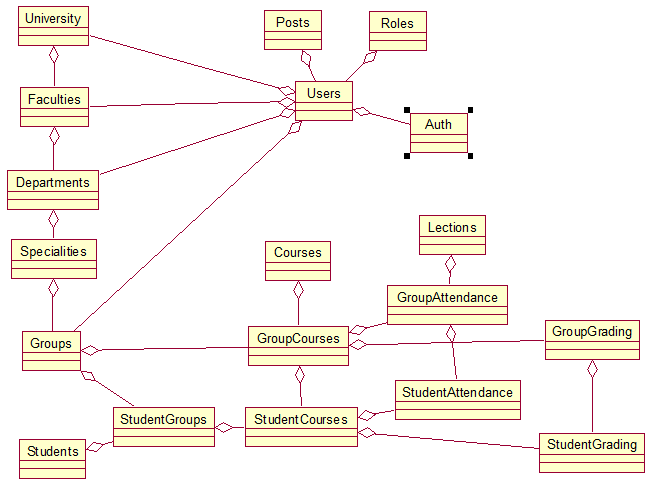 University
Posts
Roles
Faculties
Users
Auth
Departments
Specialities
Lections
Courses
GroupAttendance
Groups
GroupCourses
GroupGrading
StudentAttendance
StudentGroups
StudentCourses
Students
StudentGrading